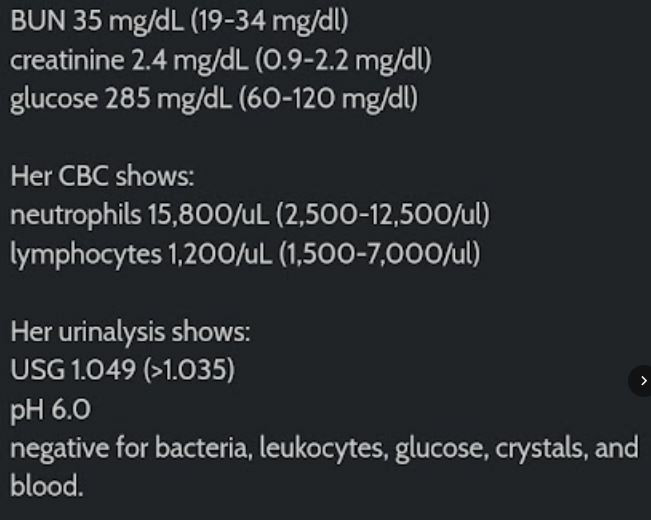 BUN 35 mg/dL (19-34 mg/dl)
creatinine 2.4 mg/dL (0.9-2.2 mg/dl)
glucose 285 mg/dL (60-120 mg/dl)
Her CBC shows:
neutrophils 15,800/uL (2,500-12,500/ul)
lymphocytes 1,200/uL (1,500-7,000/ul)
Her urinalysis shows:
USG 1.049 (>1.035)
pH 6.0
negative for bacteria, leukocytes, glucose, crystals, and
blood.